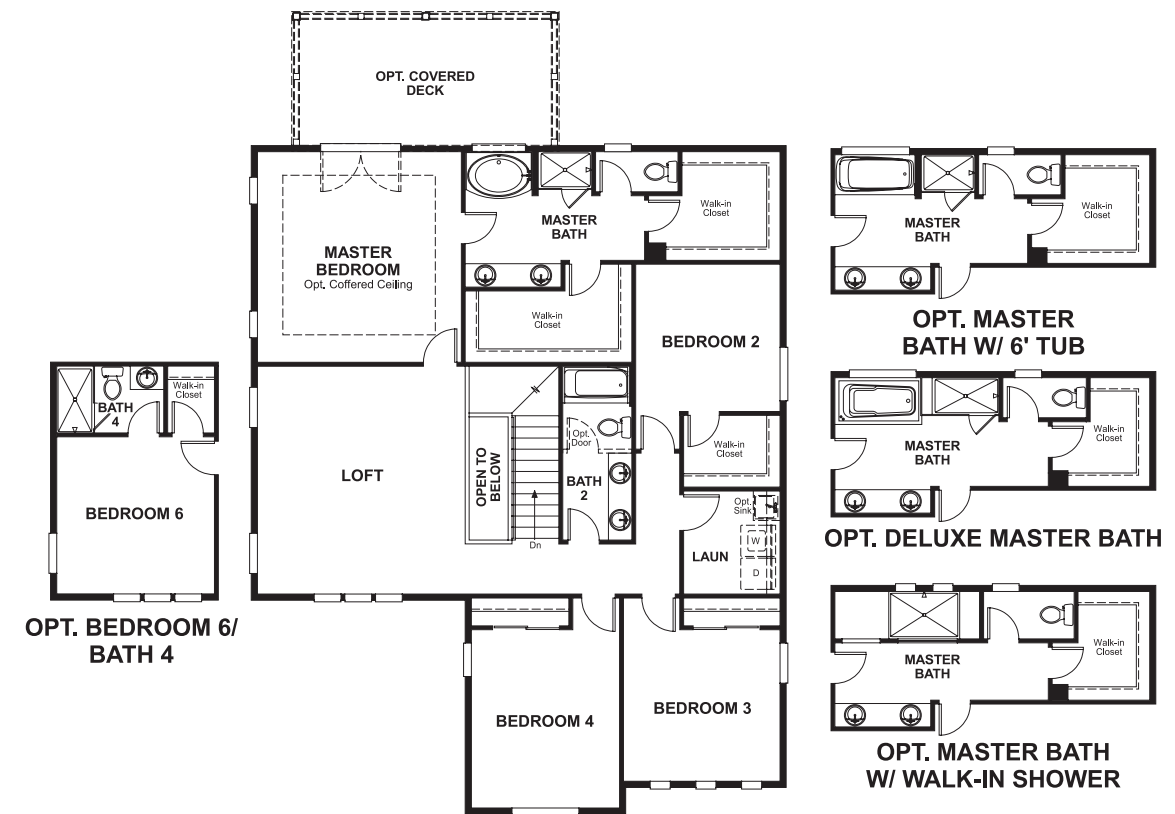 OPT. COVERED
DECK
MASTER
BEDROOM
Opt. Coffered Ceiling
MASTER
BATH
Walk-in
Closet
Walk-in
Closet
BEDROOM 2
Walk-in
Closet
LOFT
OPEN TO
BELOW
Dn
Opt.
Door
BATH
2
Opt.
Sink
W
D
LAUN
BEDROOM 4
BEDROOM 3
Walk-in
Closet
BATH
4
BEDROOM 6
OPT. BEDROOM 6/
BATH 4
MASTER
BATH
Walk-in
Closet
OPT. MASTER
BATH W/ 6' TUB
MASTER
BATH
Walk-in
Closet
OPT. DELUXE MASTER BATH
MASTER
BATH
Walk-in
Closet
OPT. MASTER BATH
W/ WALK-IN SHOWER